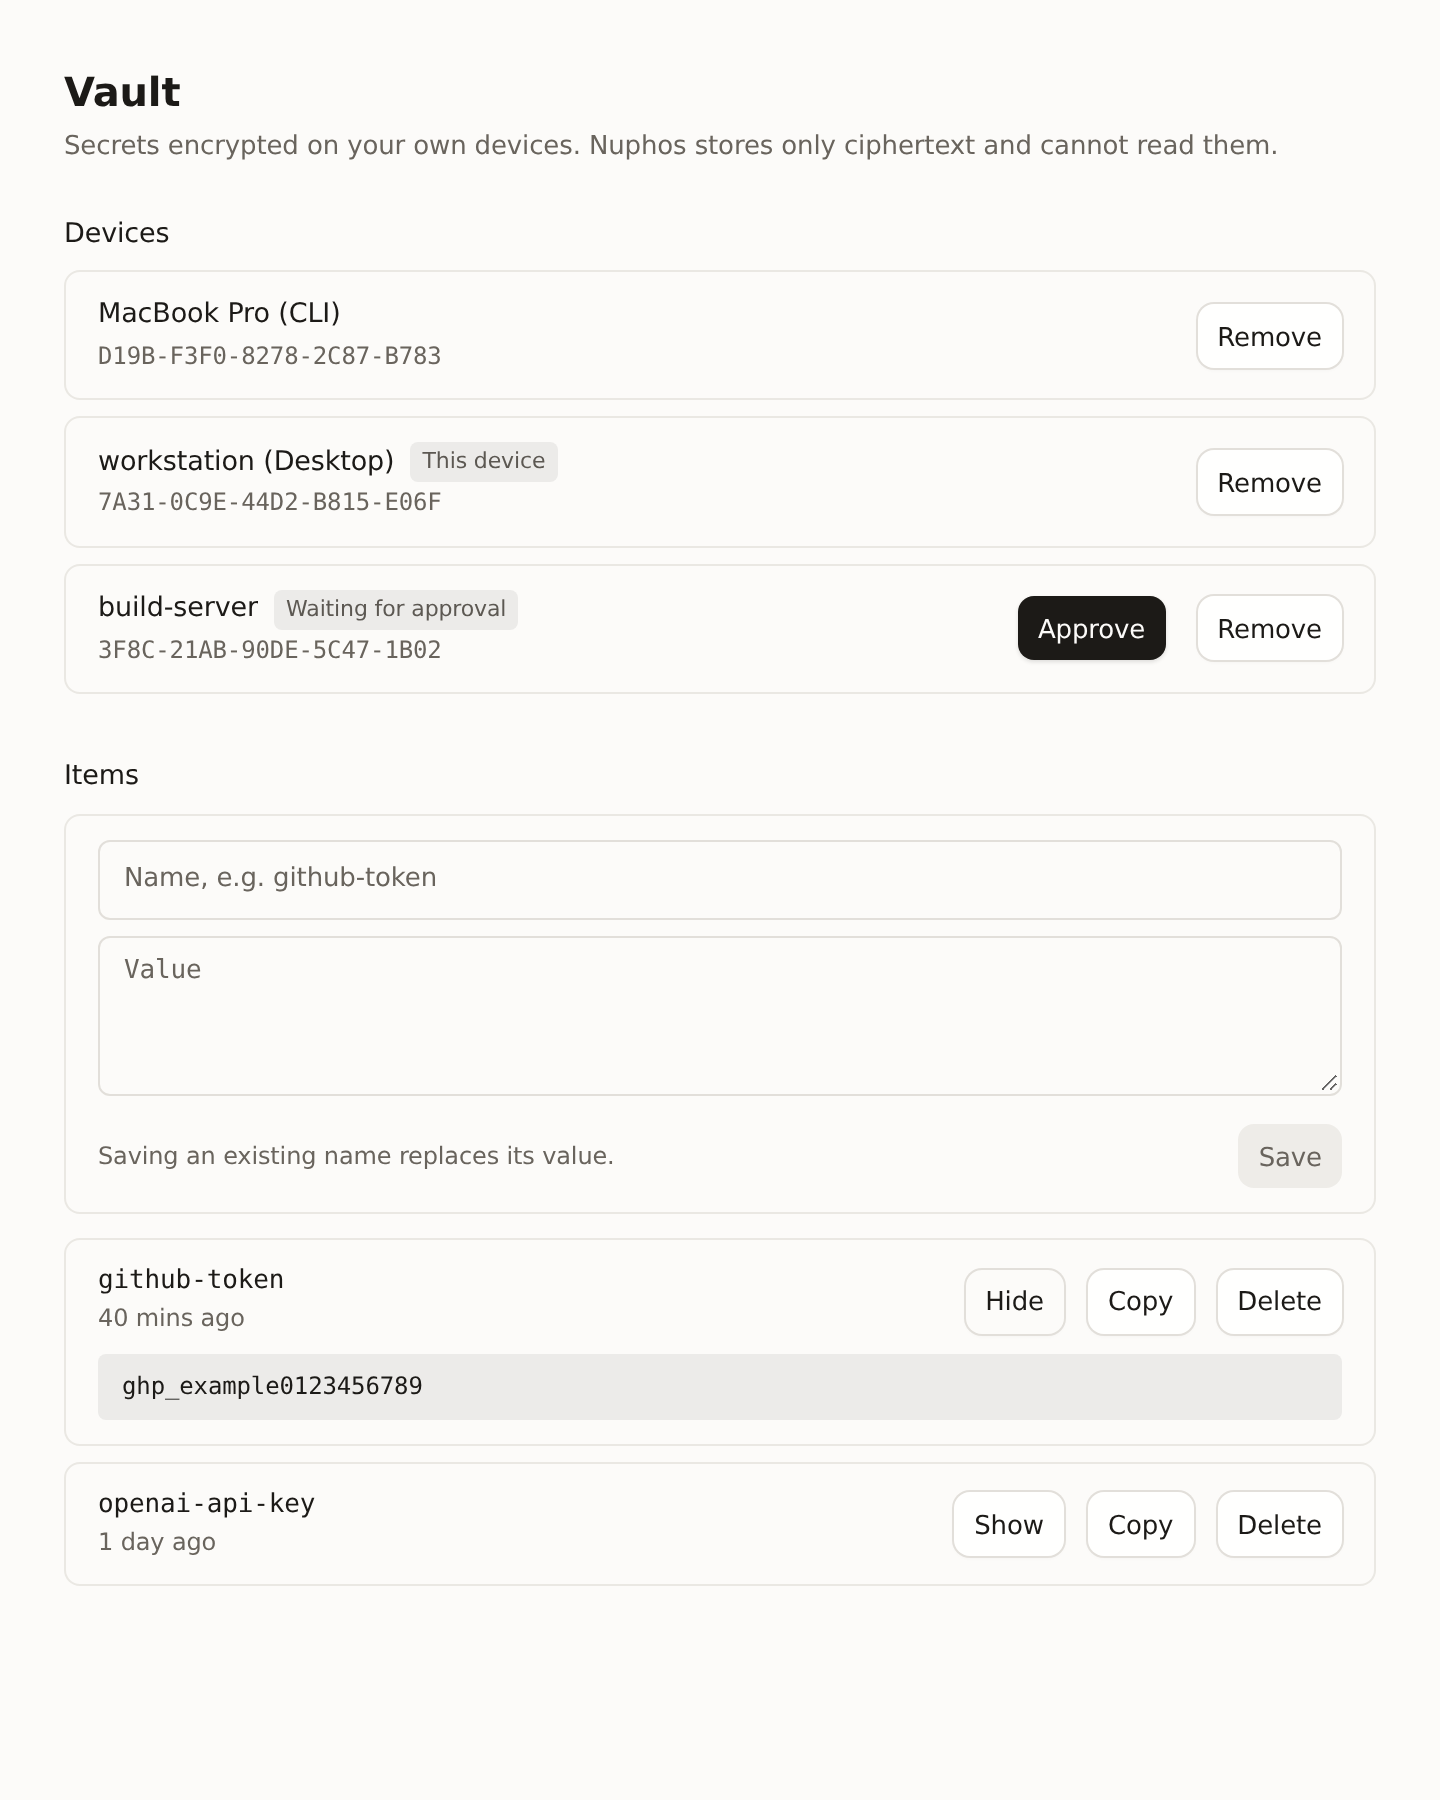 Vault
Secrets encrypted on your own devices. Nuphos stores only ciphertext and cannot read them.
Devices
MacBook Pro (CLI)
D19B-F3F0-8278-2C87-B783
Remove
workstation (Desktop) This device
7A31-0C9E-44D2-B815-E06F
Remove
build-server Waiting for approval
3F8C-21AB-90DE-5C47-1B02
Approve Remove
Items
Name, e.g. github-token
Value
Saving an existing name replaces its value. Save
github-token
40 mins ago
Hide Copy Delete
ghp_example0123456789
openai-api-key
1 day ago
Show Copy Delete